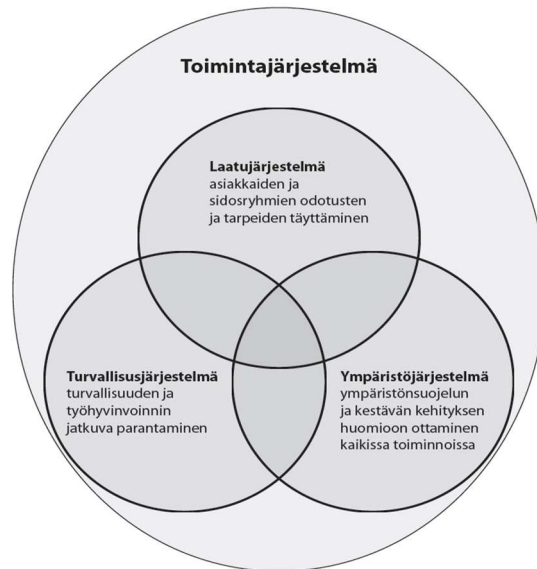 Toimintajärjestelmä
Laatujärjestelmä
asiakkaiden ja
sidosryhmien odotusten
ja tarpeiden täyttäminen
Turvallisusjärjestelmä
turvallisuuden ja
työhyvinvoinnin
jatkuva parantaminen
Ympäristöjärjestelmä
ympäristönsuojelun
ja kestävän kehityksen
huomioon ottaminen
kaikissa toiminnoissa